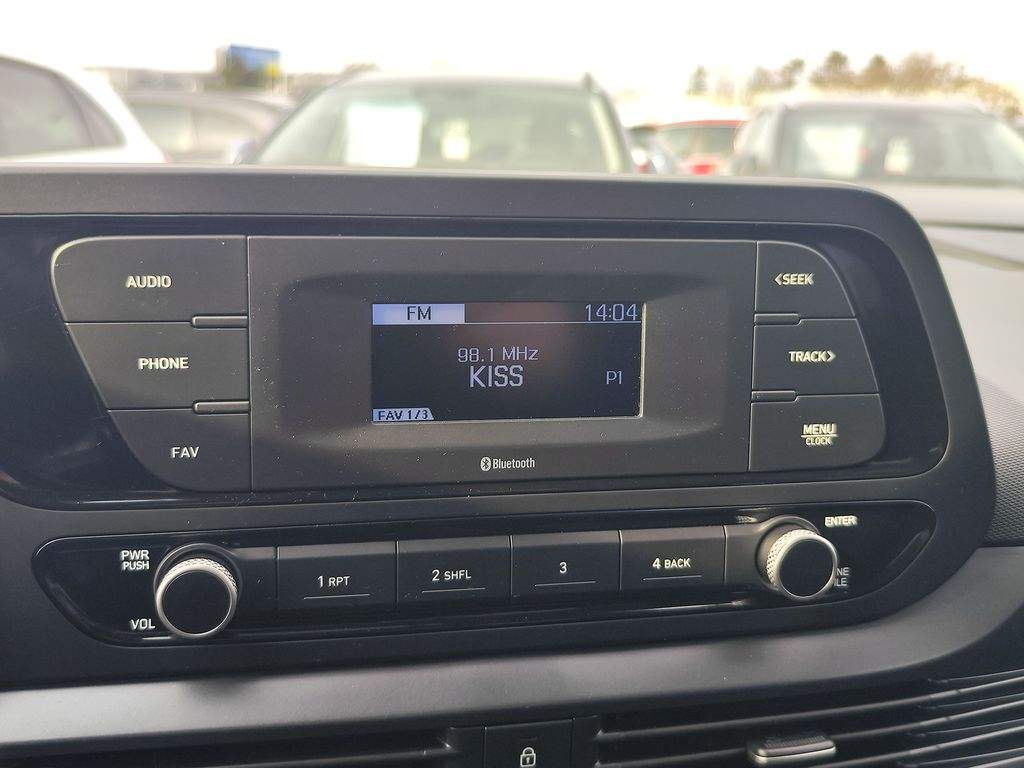 AUDIO
PHONE
FAV
FM 14:04
98.1 MHz
KISS P1
FAV 1/3
Bluetooth
<SEEK
TRACK>
MENU
CLOCK
PWR
PUSH
VOL
1 RPT
2 SHFL
3
4 BACK
ENTER